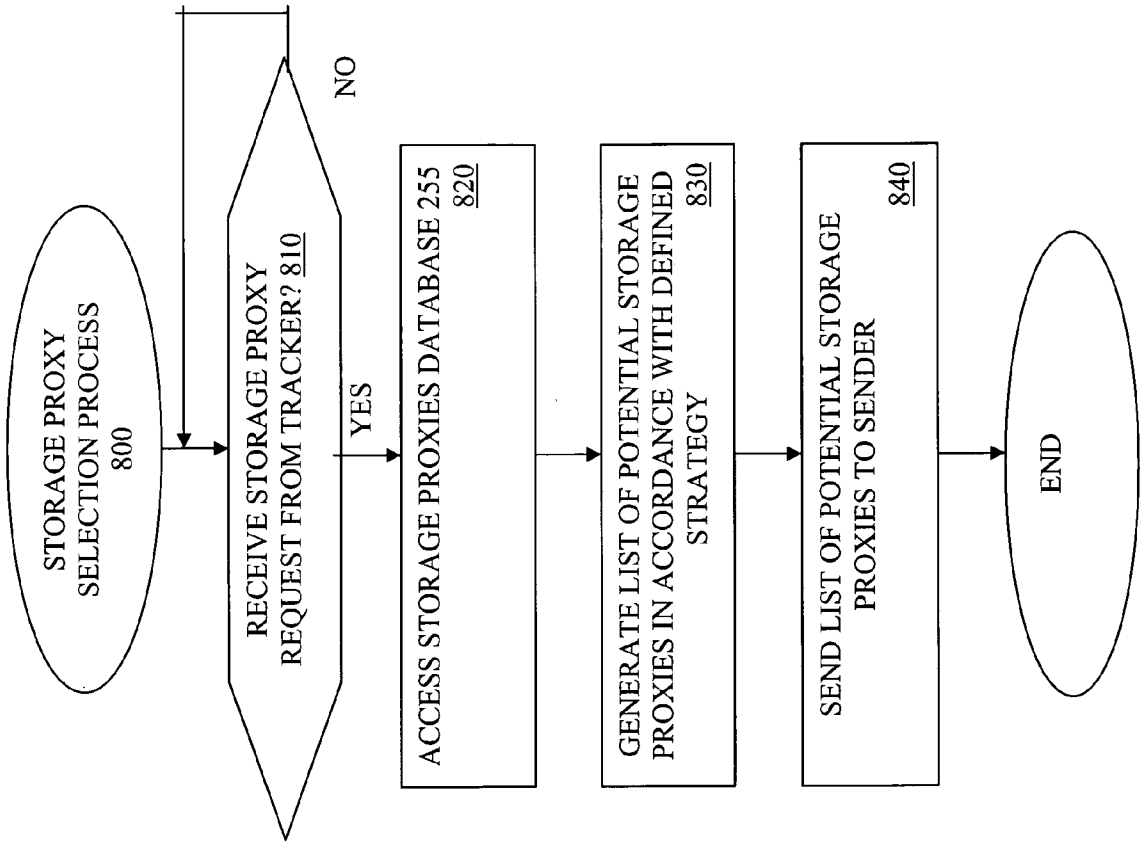 STORAGE PROXY
SELECTION PROCESS
800
RECEIVE STORAGE PROXY
REQUEST FROM TRACKER? 810
NO
YES
ACCESS STORAGE PROXIES DATABASE 255
820
GENERATE LIST OF POTENTIAL STORAGE
PROXIES IN ACCORDANCE WITH DEFINED
STRATEGY
830
SEND LIST OF POTENTIAL STORAGE
PROXIES TO SENDER
840
END